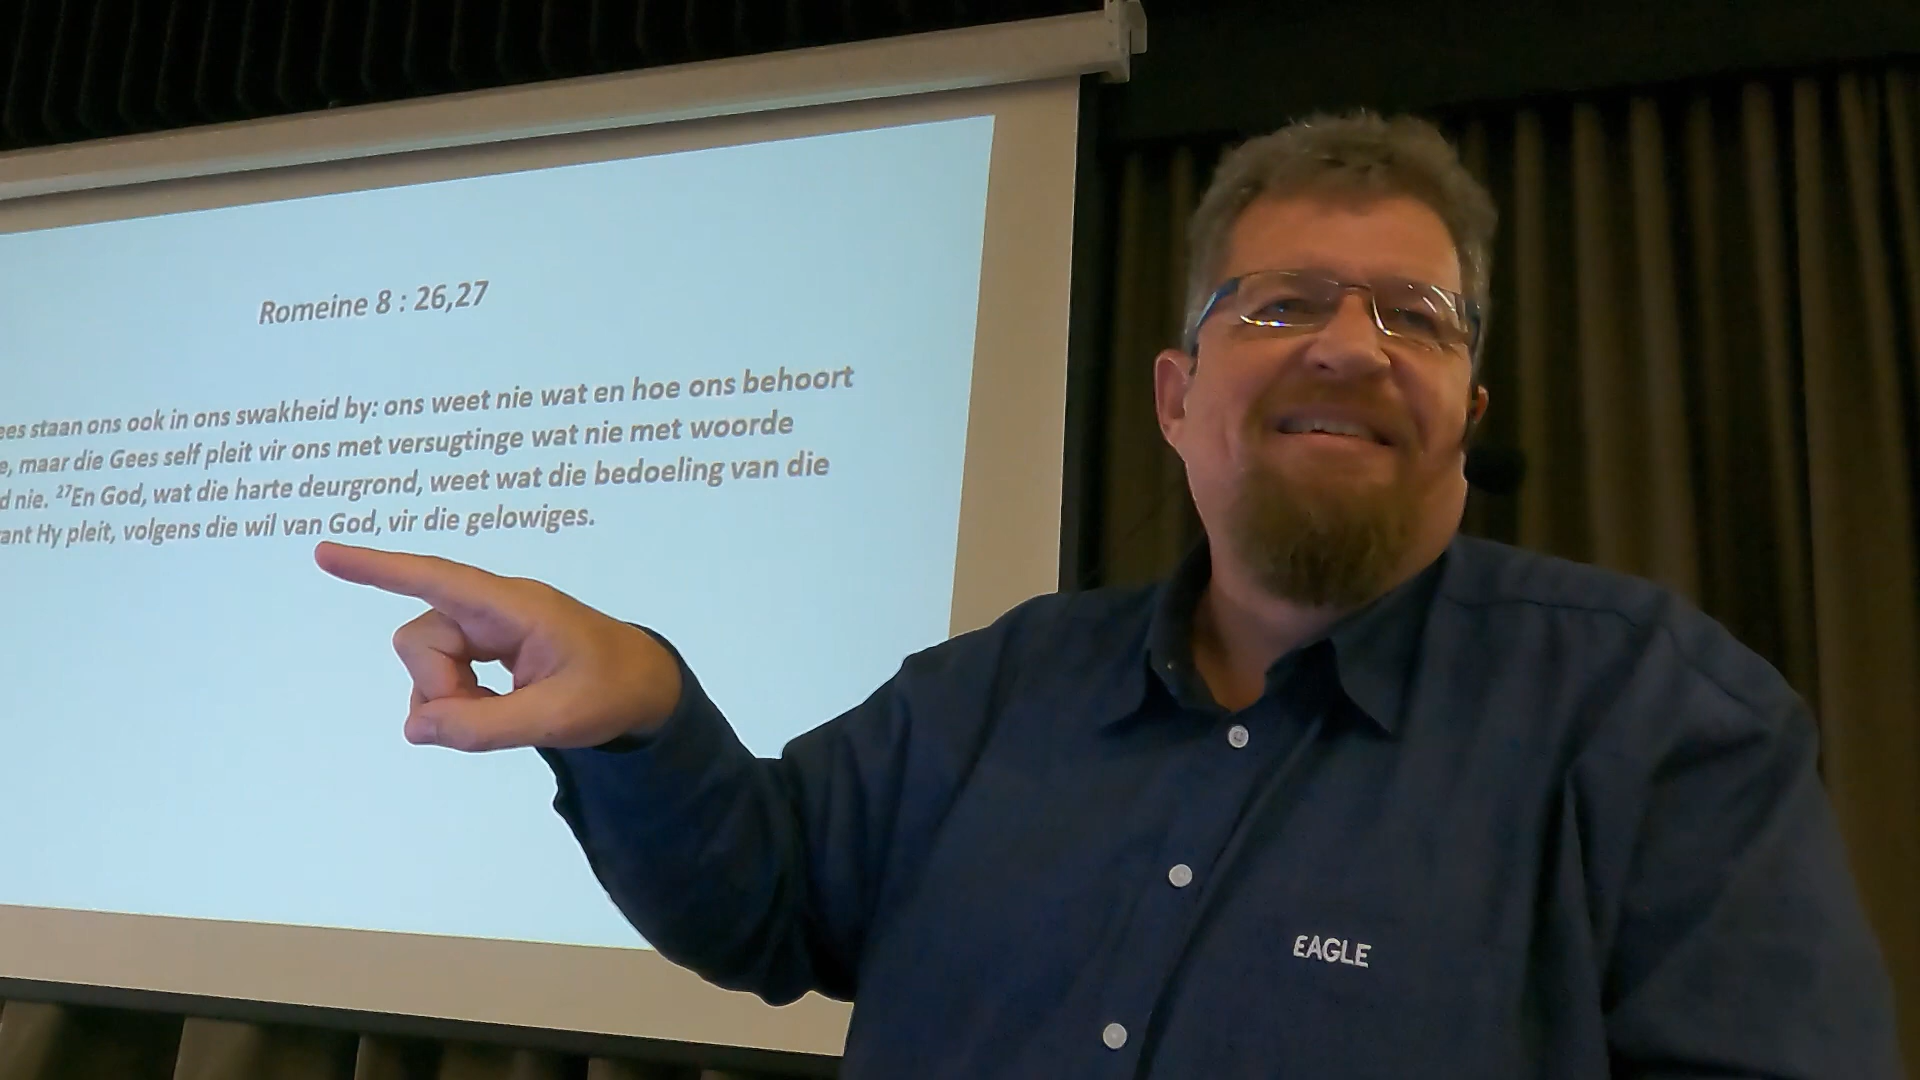 Romeine 8 : 26,27
staan ons ook in ons swakheid by: ons weet nie wat en hoe ons behoort
maar die Gees self pleit vir ons met versugtinge wat nie met woorde
nie. ²⁷En God, wat die harte deurgrond, weet wat die bedoeling van die
Hy pleit, volgens die wil van God, vir die gelowiges.
EAGLE